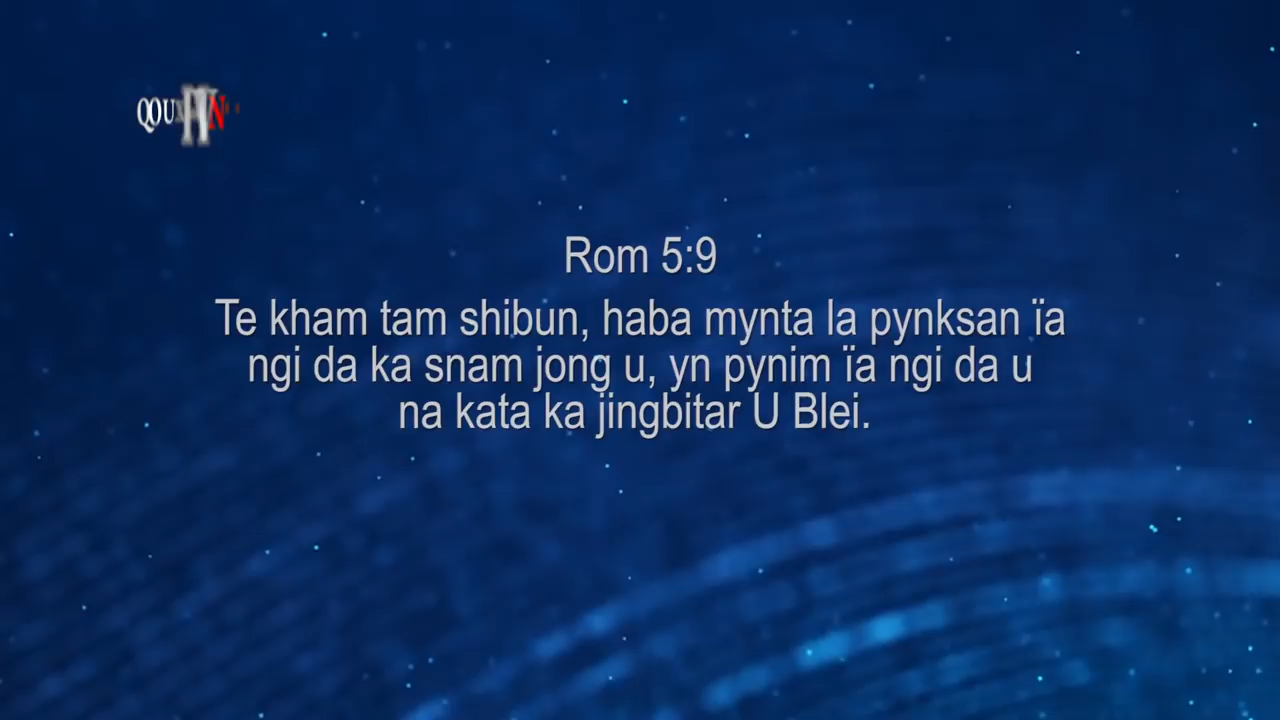 Rom 5:9
Te kham tam shibun, haba mynta la pynksan ïa
ngi da ka snam jong u, yn pynim ïa ngi da u
na kata ka jingbitar U Blei.